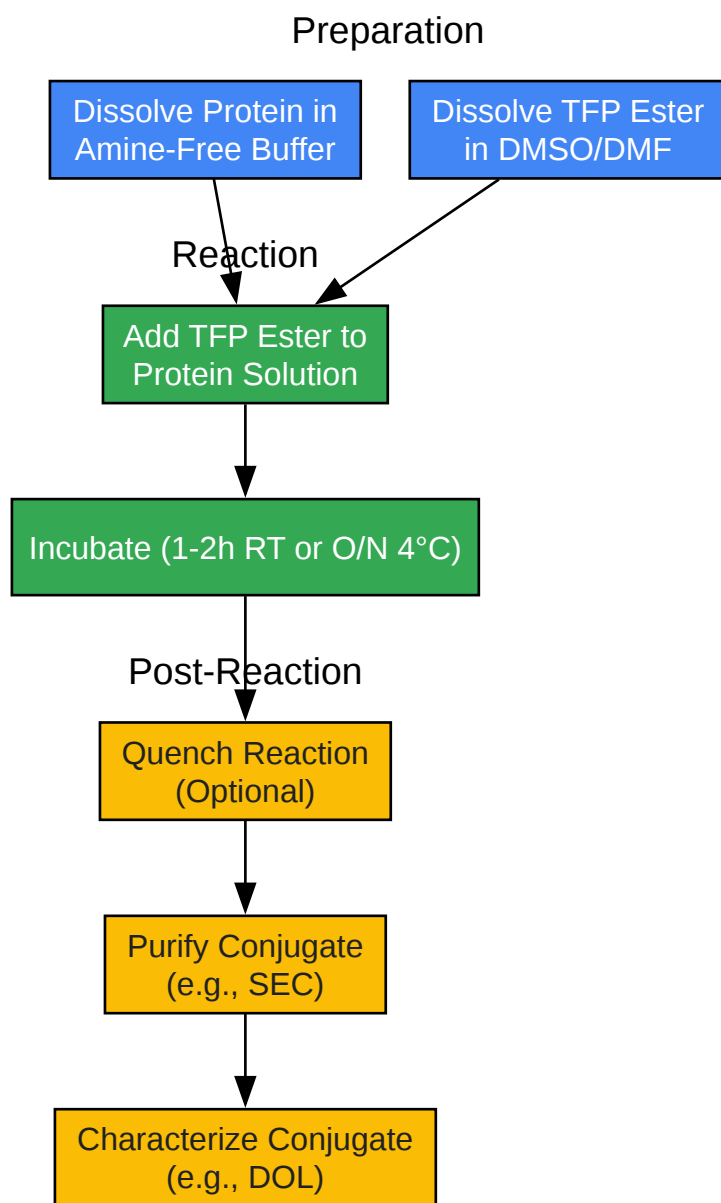 Preparation
Dissolve Protein in
Amine-Free Buffer
Dissolve TFP Ester
in DMSO/DMF
Reaction
Add TFP Ester to
Protein Solution
Incubate (1-2h RT or O/N 4°C)
Post-Reaction
Quench Reaction
(Optional)
Purify Conjugate
(e.g., SEC)
Characterize Conjugate
(e.g., DOL)